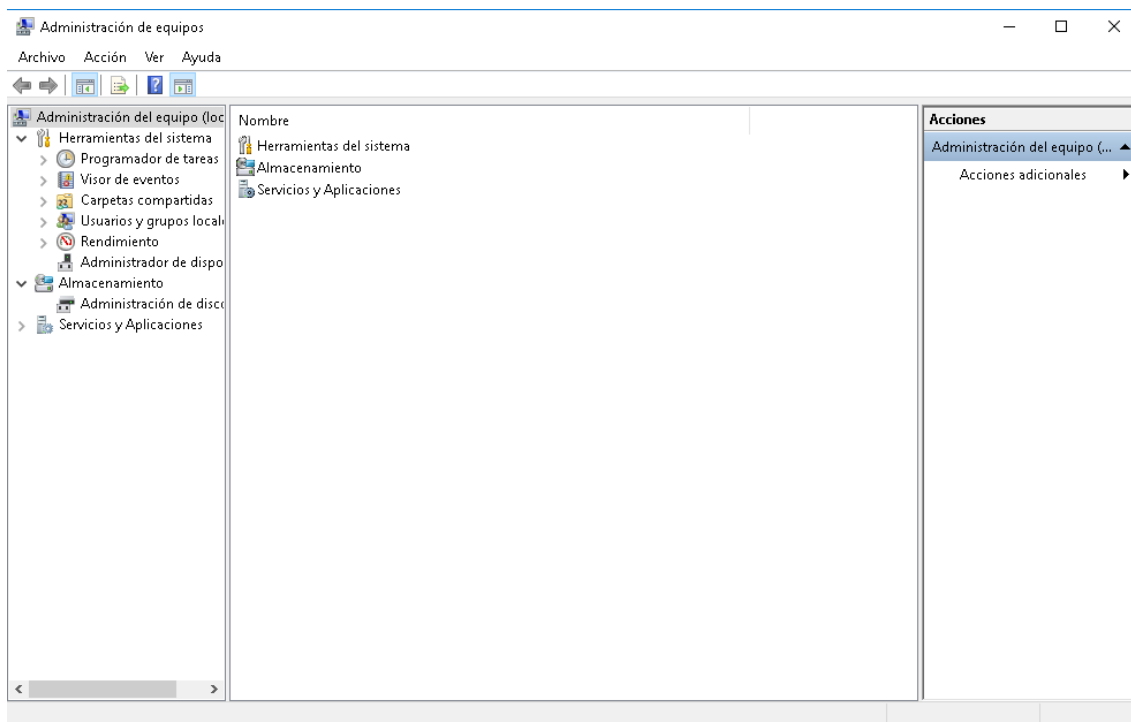 Administración de equipos
Archivo Acción Ver Ayuda
Administración del equipo (loc
Herramientas del sistema
Programador de tareas
Visor de eventos
Carpetas compartidas
Usuarios y grupos local
Rendimiento
Administrador de dispo
Almacenamiento
Administración de disc
Servicios y Aplicaciones
Nombre
Herramientas del sistema
Almacenamiento
Servicios y Aplicaciones
Acciones
Administración del equipo (...
Acciones adicionales